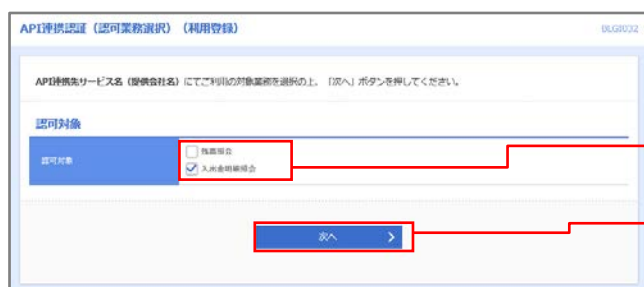 API連携認証（認可業務選択）（利用登録）
BLGI032
API連携先サービス名（提供会社名）にてご利用の対象業務を選択の上、「次へ」ボタンを押してください。
認可対象
認可対象
残高照会
入出金明細照会
次へ